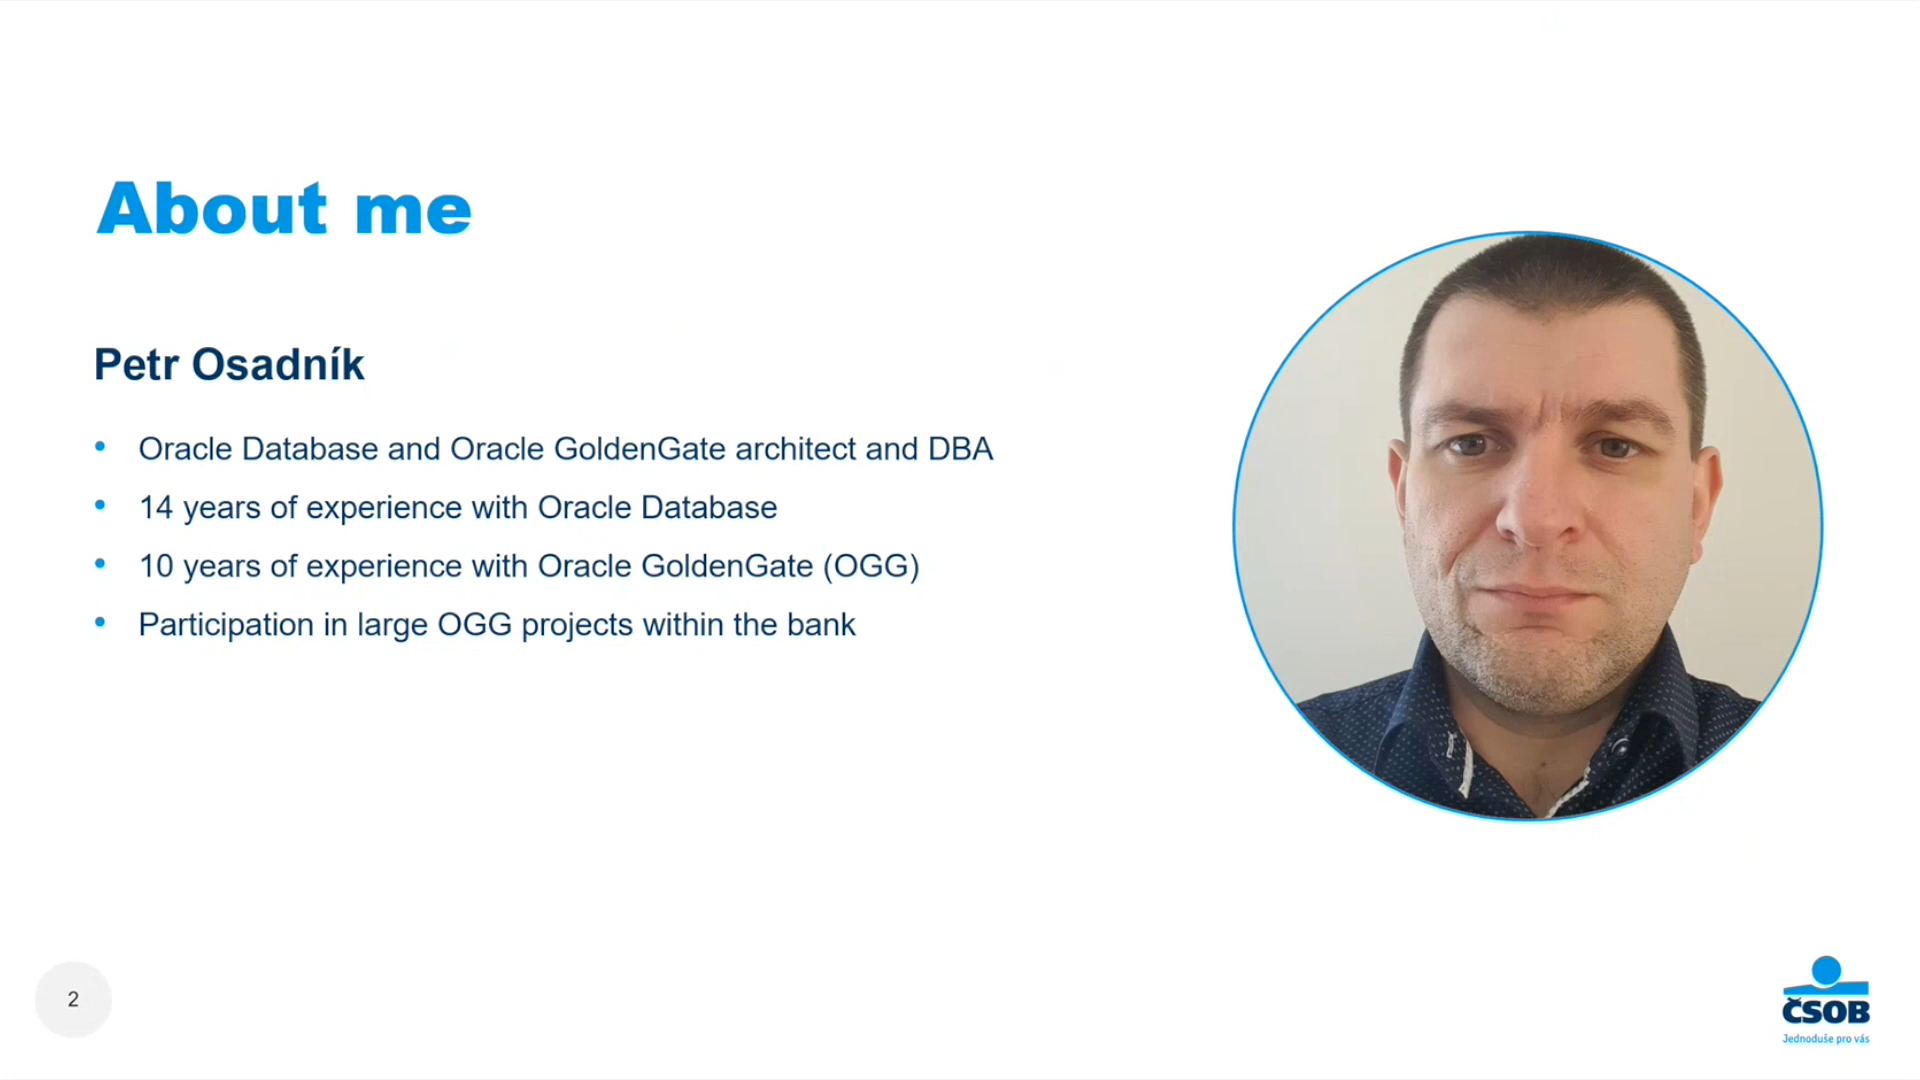 About me
Petr Osadník
• Oracle Database and Oracle GoldenGate architect and DBA
• 14 years of experience with Oracle Database
• 10 years of experience with Oracle GoldenGate (OGG)
• Participation in large OGG projects within the bank
2
ČSOB
Jednoduše pro vás